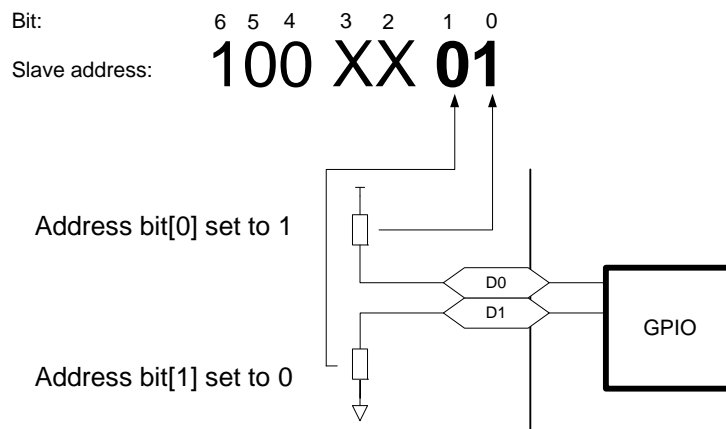 Bit: 6 5 4 3 2 1 0
Slave address: 100 XX 01
Address bit[0] set to 1
D0
D1
GPIO
Address bit[1] set to 0